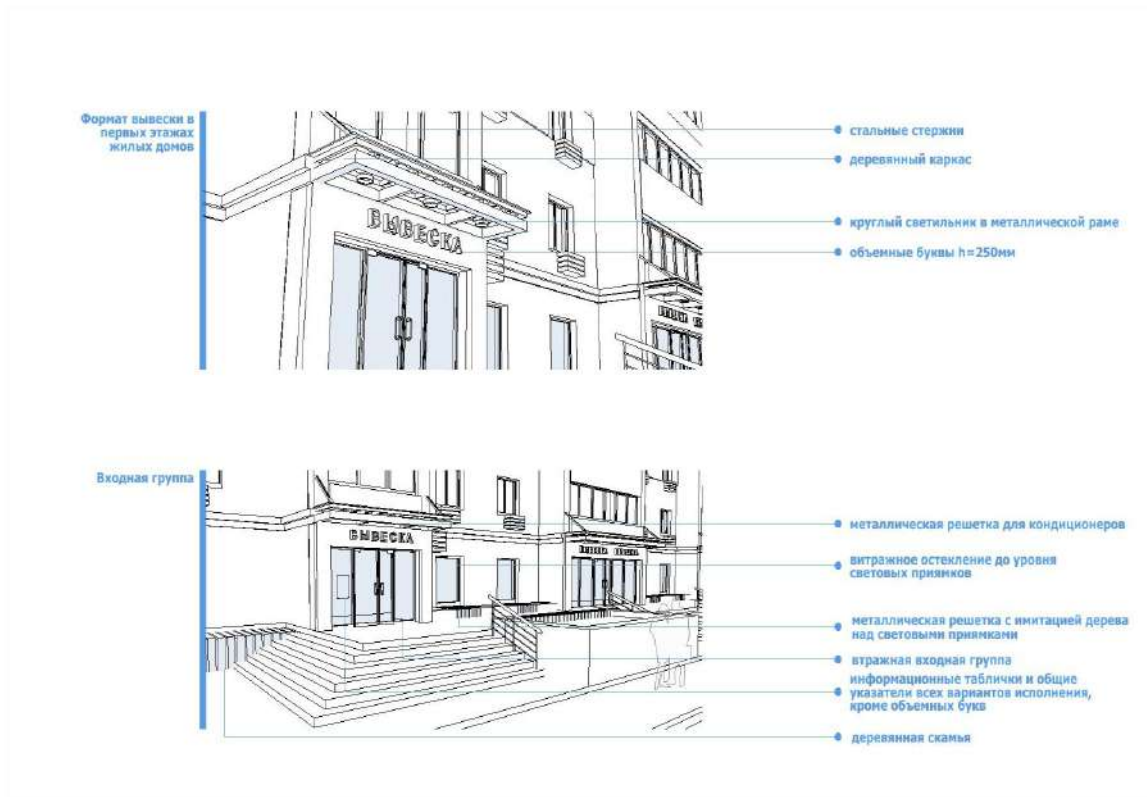 Формат вывески в
первых этажах
жилых домов
стальные стержни
деревянный каркас
круглый светильник в металлической раме
объемные буквы h=250мм
ВЫВЕСКА
ВЫВЕСКА
Входная группа
металлическая решетка для кондиционеров
витражное остекление до уровня
световых приямков
металлическая решетка с имитацией дерева
над световыми приямками
втражная входная группа
информационные таблички и общие
указатели всех вариантов исполнения,
кроме объемных букв
деревянная скамья
ВЫВЕСКА